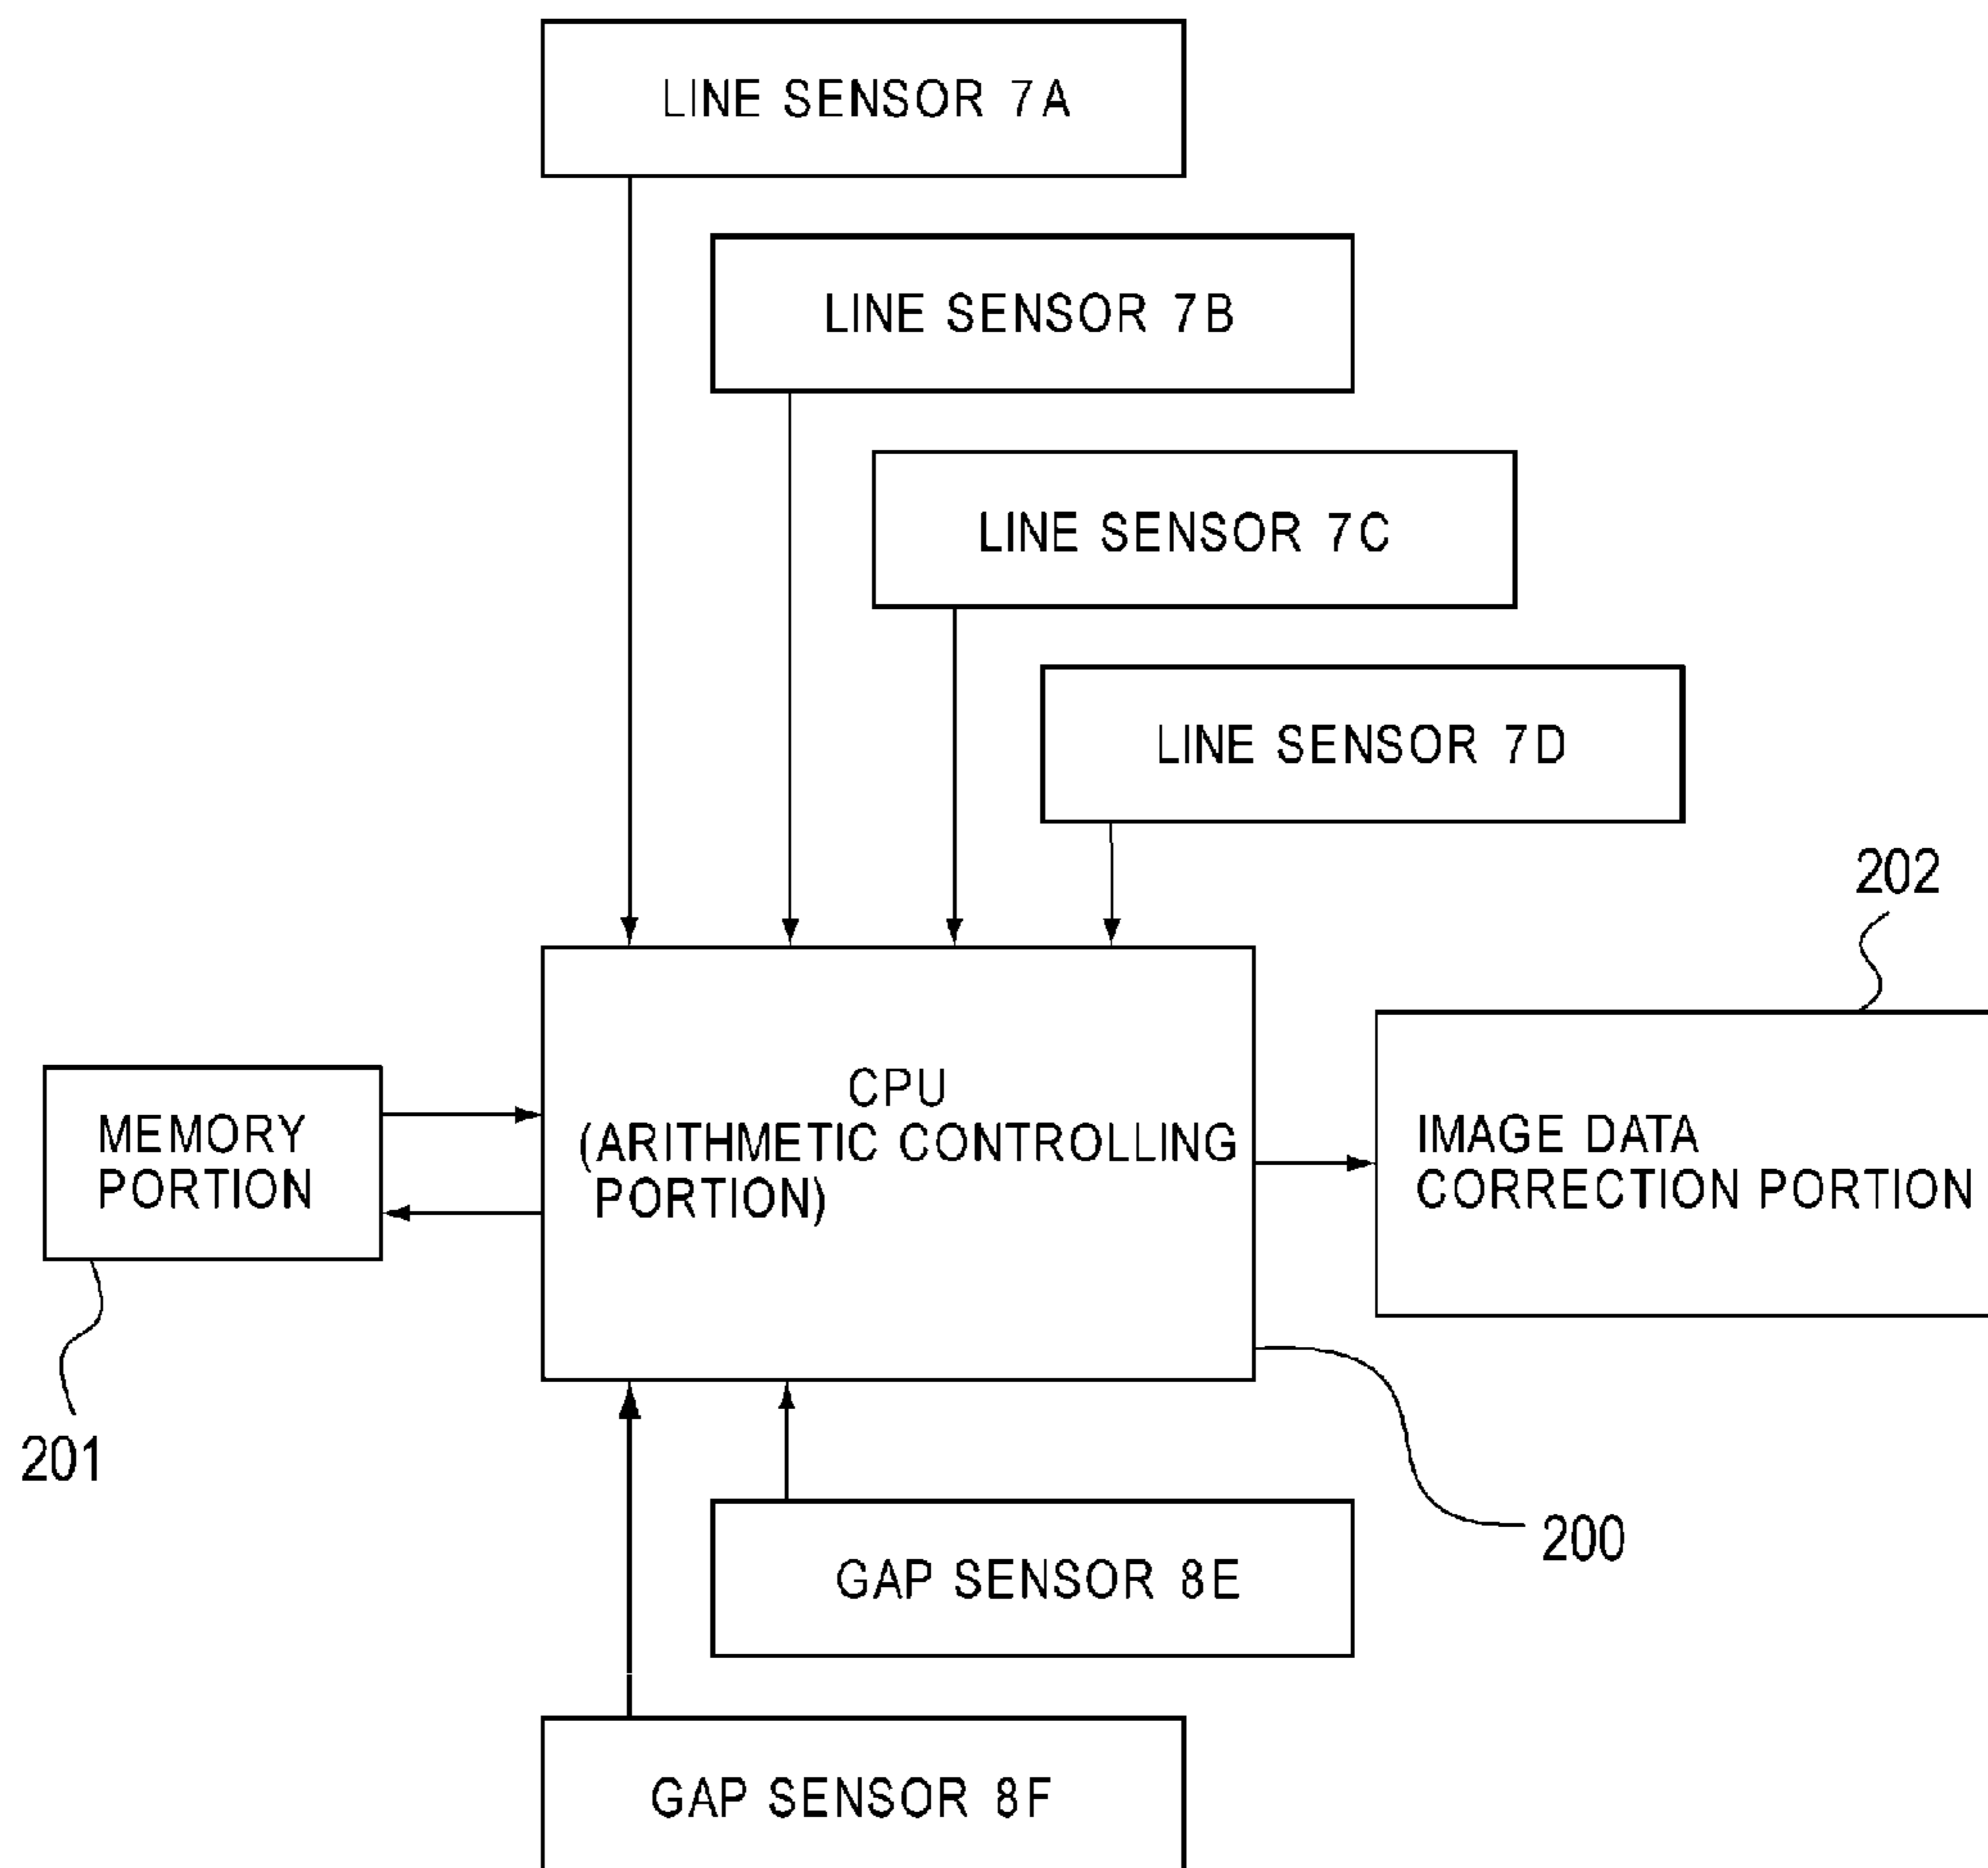 LINE SENSOR 7A
LINE SENSOR 7B
LINE SENSOR 7C
LINE SENSOR 7D
202
CPU
(ARITHMETIC CONTROLLING
PORTION)
MEMORY
PORTION
IMAGE DATA
CORRECTION PORTION
201
200
GAP SENSOR 8E
GAP SENSOR 8F